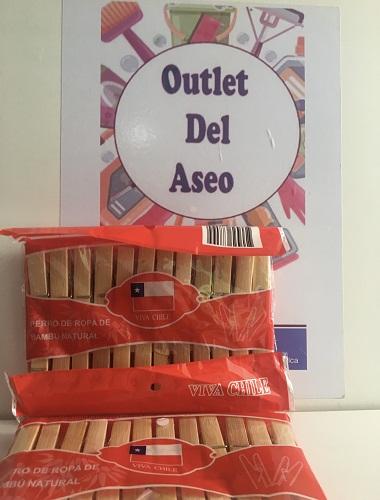 Outlet
Del
Aseo
VIVA CHILE
PERRO DE ROPA DE
BAMBU NATURAL
VIVA CHILE
VIVA CHILE
RO DE ROPA DE
MBU NATURAL